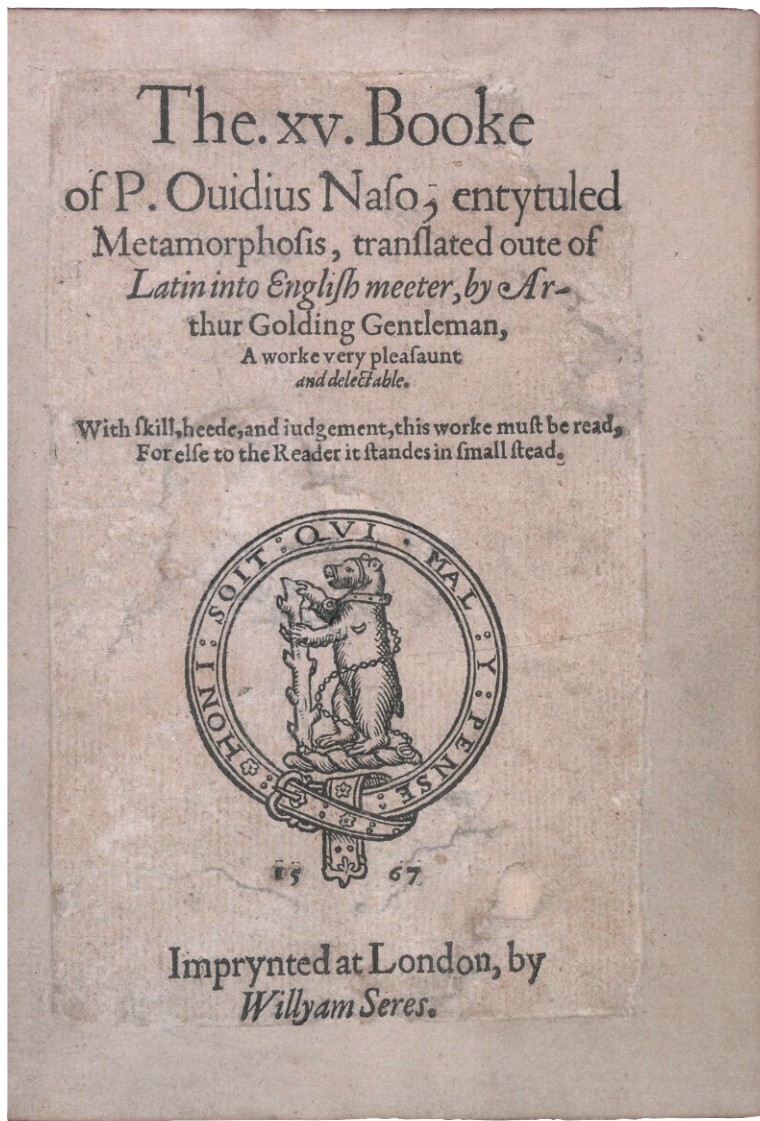 The. xv. Booke
of P. Ouidius Naſo, entytuled
Metamorphoſis, tranſlated oute of
Latin into Engliſh meeter, by Ar-
thur Golding Gentleman,
A worke very pleaſaunt
and delectable.
With ſkill, heede, and iudgement, this worke muſt be read,
For elſe to the Reader it ſtandes in ſmall ſtead.
HONI : SOIT : QVI · MAL : Y : PENSE
15 67
Imprynted at London, by
Willyam Seres.